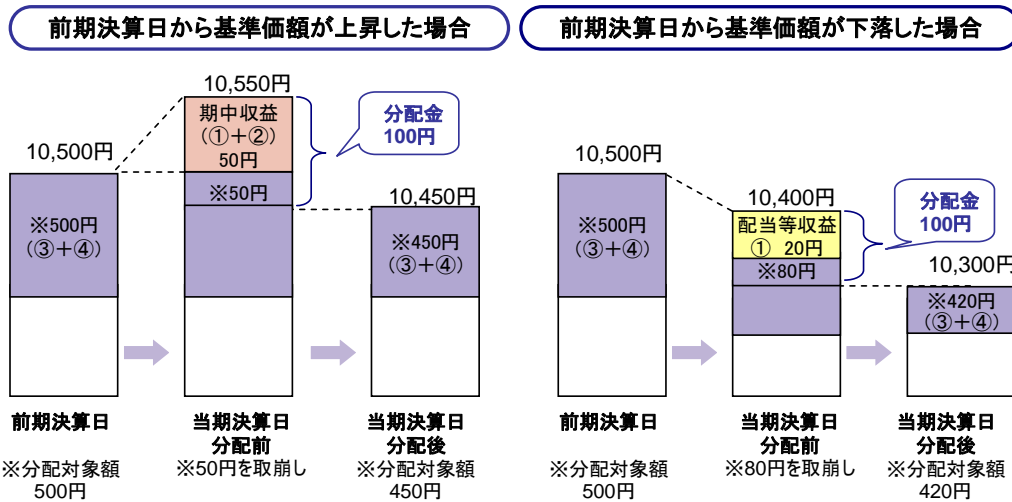 前期決算日から基準価額が上昇した場合
10,550円
期中収益
(①+②)
50円
分配金
100円
10,500円
※50円
10,450円
※500円
(③+④)
※450円
(③+④)
前期決算日
当期決算日
分配前
当期決算日
分配後
※分配対象額
500円
※50円を取崩し
※分配対象額
450円
前期決算日から基準価額が下落した場合
10,500円
10,400円
分配金
100円
配当等収益
① 20円
※500円
(③+④)
※80円
10,300円
※420円
(③+④)
前期決算日
当期決算日
分配前
当期決算日
分配後
※分配対象額
500円
※80円を取崩し
※分配対象額
420円